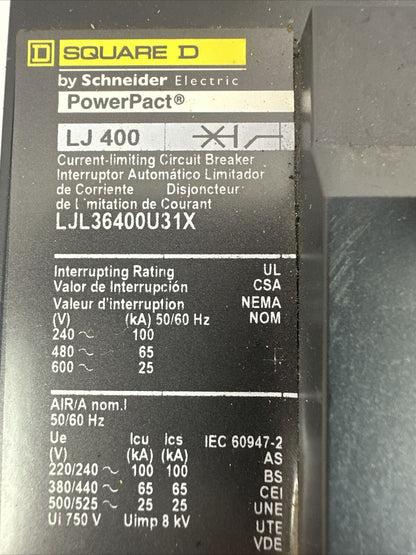 D SQUARE D
by Schneider Electric
PowerPact®
LJ 400
Current-limiting Circuit Breaker
Interruptor Automático Limitador
de Corriente Disjoncteur
de Limitation de Courant
LJL36400U31X
Interrupting Rating UL
Valor de Interrupción CSA
Valeur d'interruption NEMA
(V) (kA) 50/60 Hz NOM
240 ~ 100
480 ~ 65
600 ~ 25
AIR/A nom.I
50/60 Hz
Ue Icu Ics IEC 60947-2
(V) (kA) (kA) AS
220/240 ~ 100 100 BS
380/440 ~ 65 65 CEI
500/525 ~ 25 25 UNE
Ui 750 V Uimp 8 kV UTE
VDE